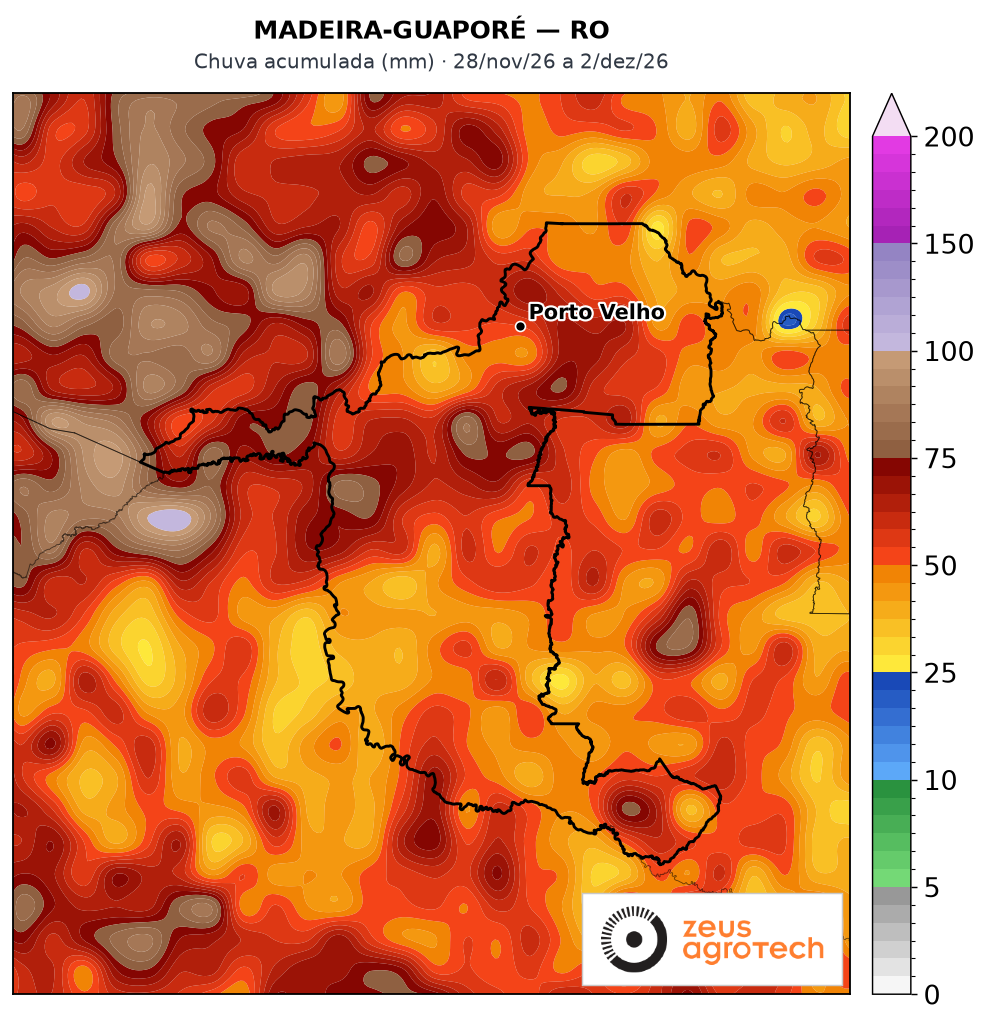 MADEIRA-GUAPORÉ — RO
Chuva acumulada (mm) · 28/nov/26 a 2/dez/26
Porto Velho
200
150
100
75
50
25
10
5
0
zeus
agrotech